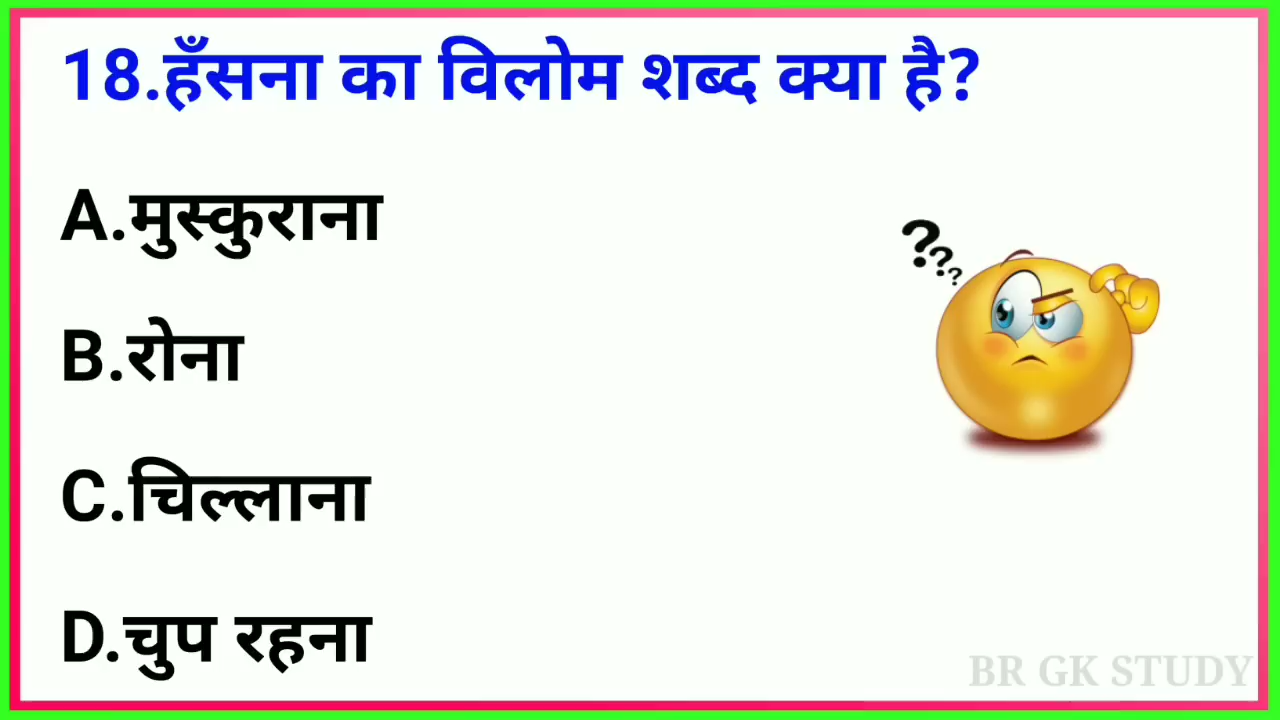 18.हँसना का विलोम शब्द क्या है?
A.मुस्कुराना
???
B.रोना
C.चिल्लाना
D.चुप रहना
BR GK STUDY